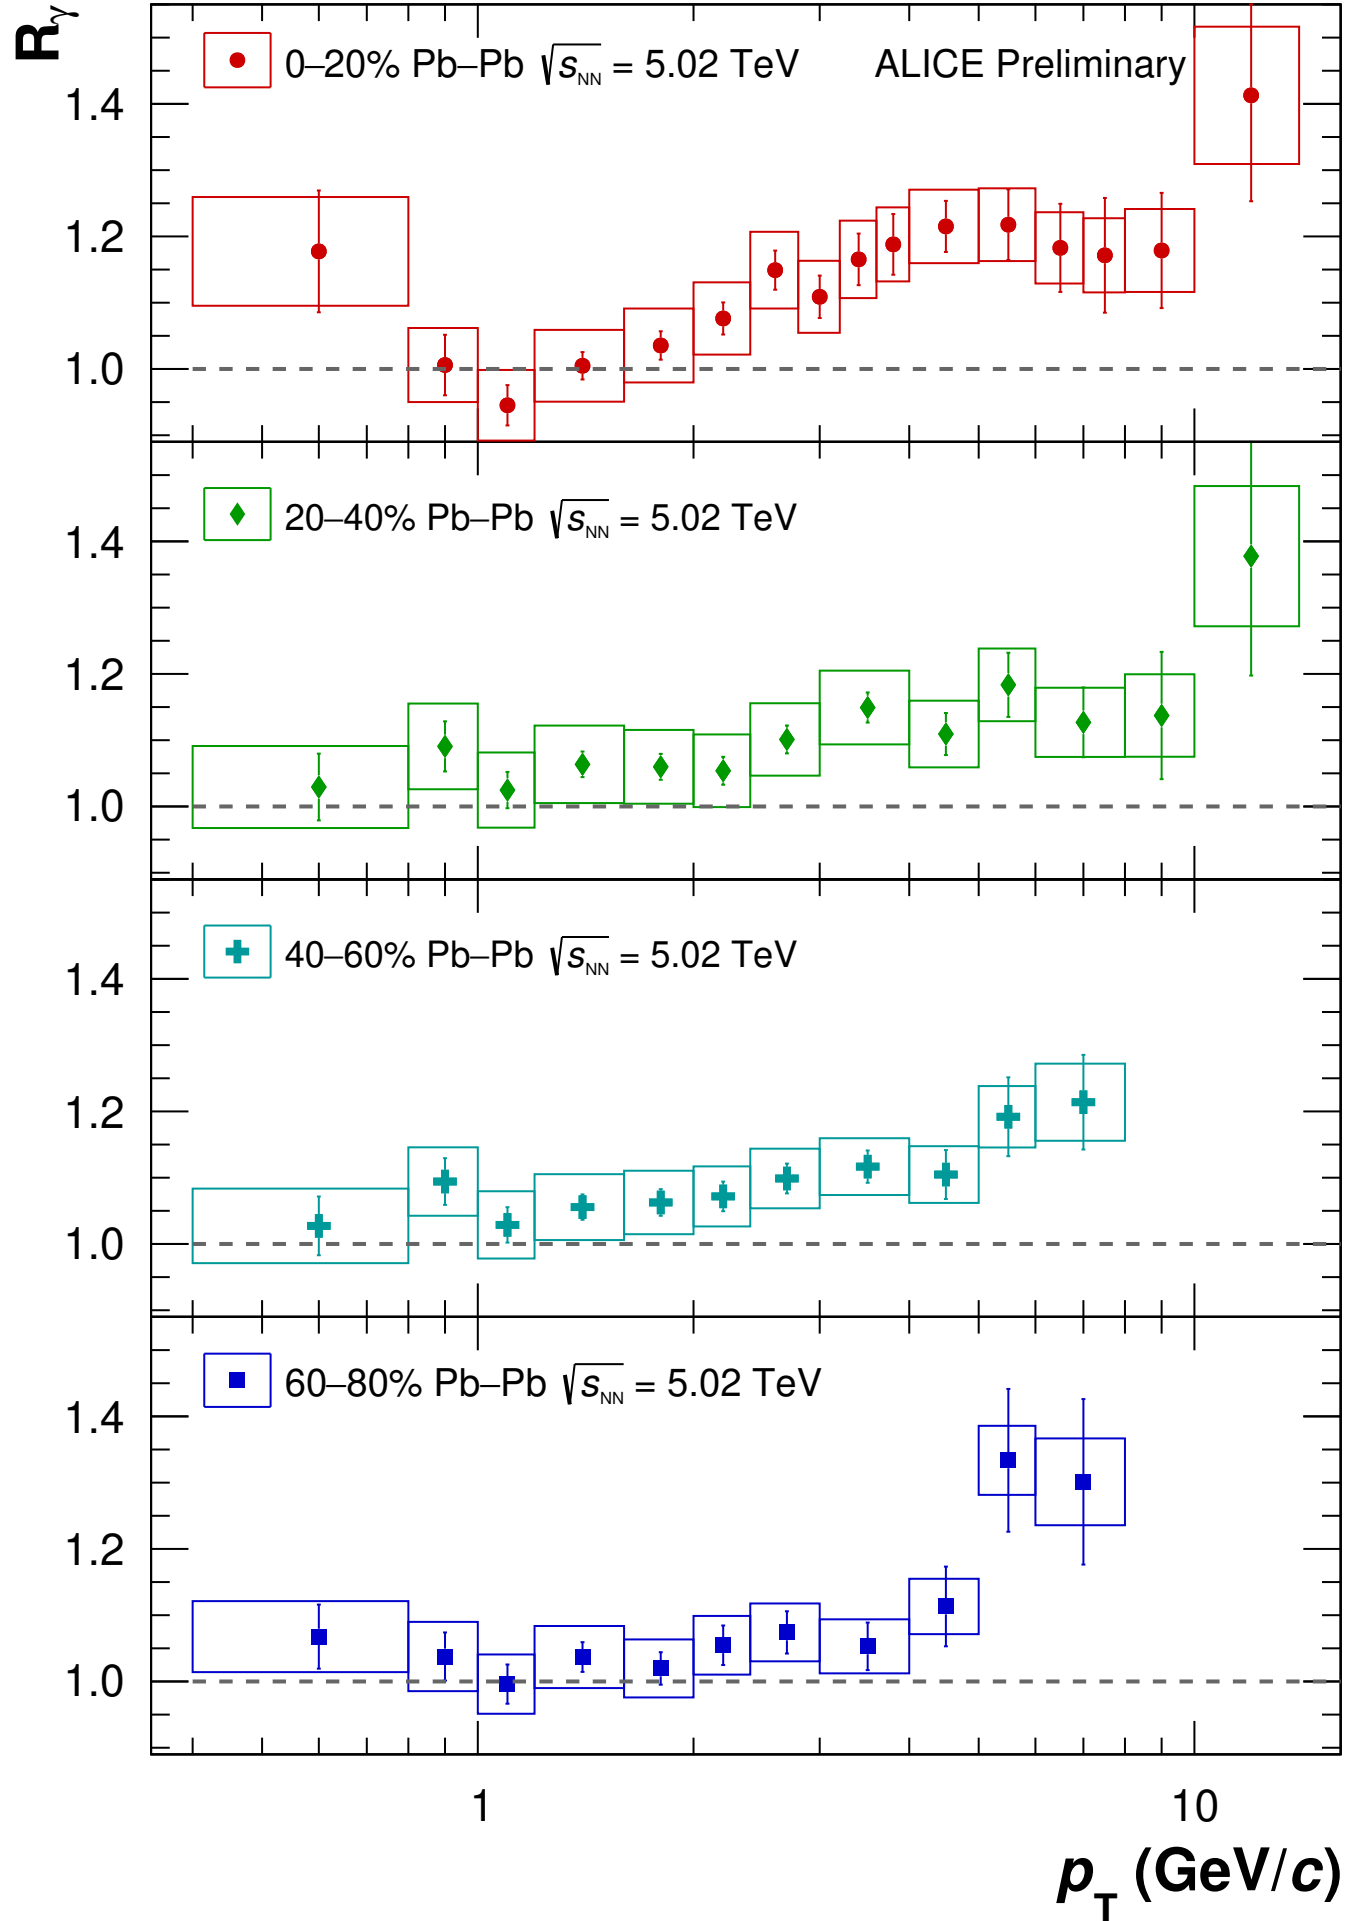 Rγ
0–20% Pb–Pb √sNN = 5.02 TeV ALICE Preliminary
1.4
1.2
1.0
20–40% Pb–Pb √sNN = 5.02 TeV
1.4
1.2
1.0
40–60% Pb–Pb √sNN = 5.02 TeV
1.4
1.2
1.0
60–80% Pb–Pb √sNN = 5.02 TeV
1.4
1.2
1.0
1 10
pT (GeV/c)